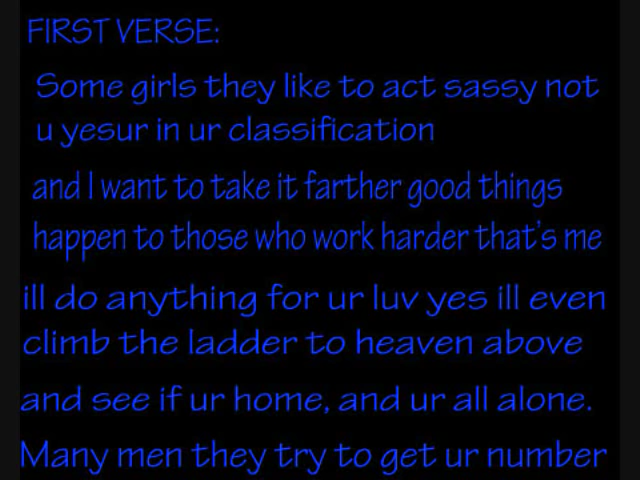 FIRST VERSE:
Some girls they like to act sassy not
u yesur in ur classification
and I want to take it farther good things
happen to those who work harder that's me
ill do anything for ur luv yes ill even
climb the ladder to heaven above
and see if ur home, and ur all alone.
Many men they try to get ur number